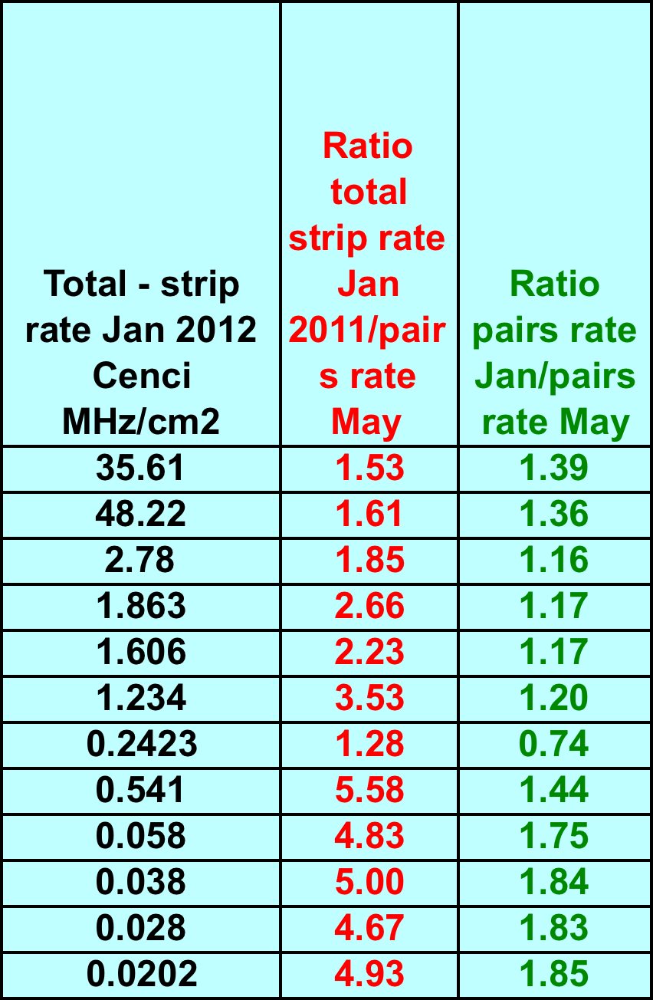 Total - strip
rate Jan 2012
Cenci
MHz/cm2
Ratio
total
strip rate
Jan
2011/pair
s rate
May
Ratio
pairs rate
Jan/pairs
rate May
35.61 1.53 1.39
48.22 1.61 1.36
2.78 1.85 1.16
1.863 2.66 1.17
1.606 2.23 1.17
1.234 3.53 1.20
0.2423 1.28 0.74
0.541 5.58 1.44
0.058 4.83 1.75
0.038 5.00 1.84
0.028 4.67 1.83
0.0202 4.93 1.85